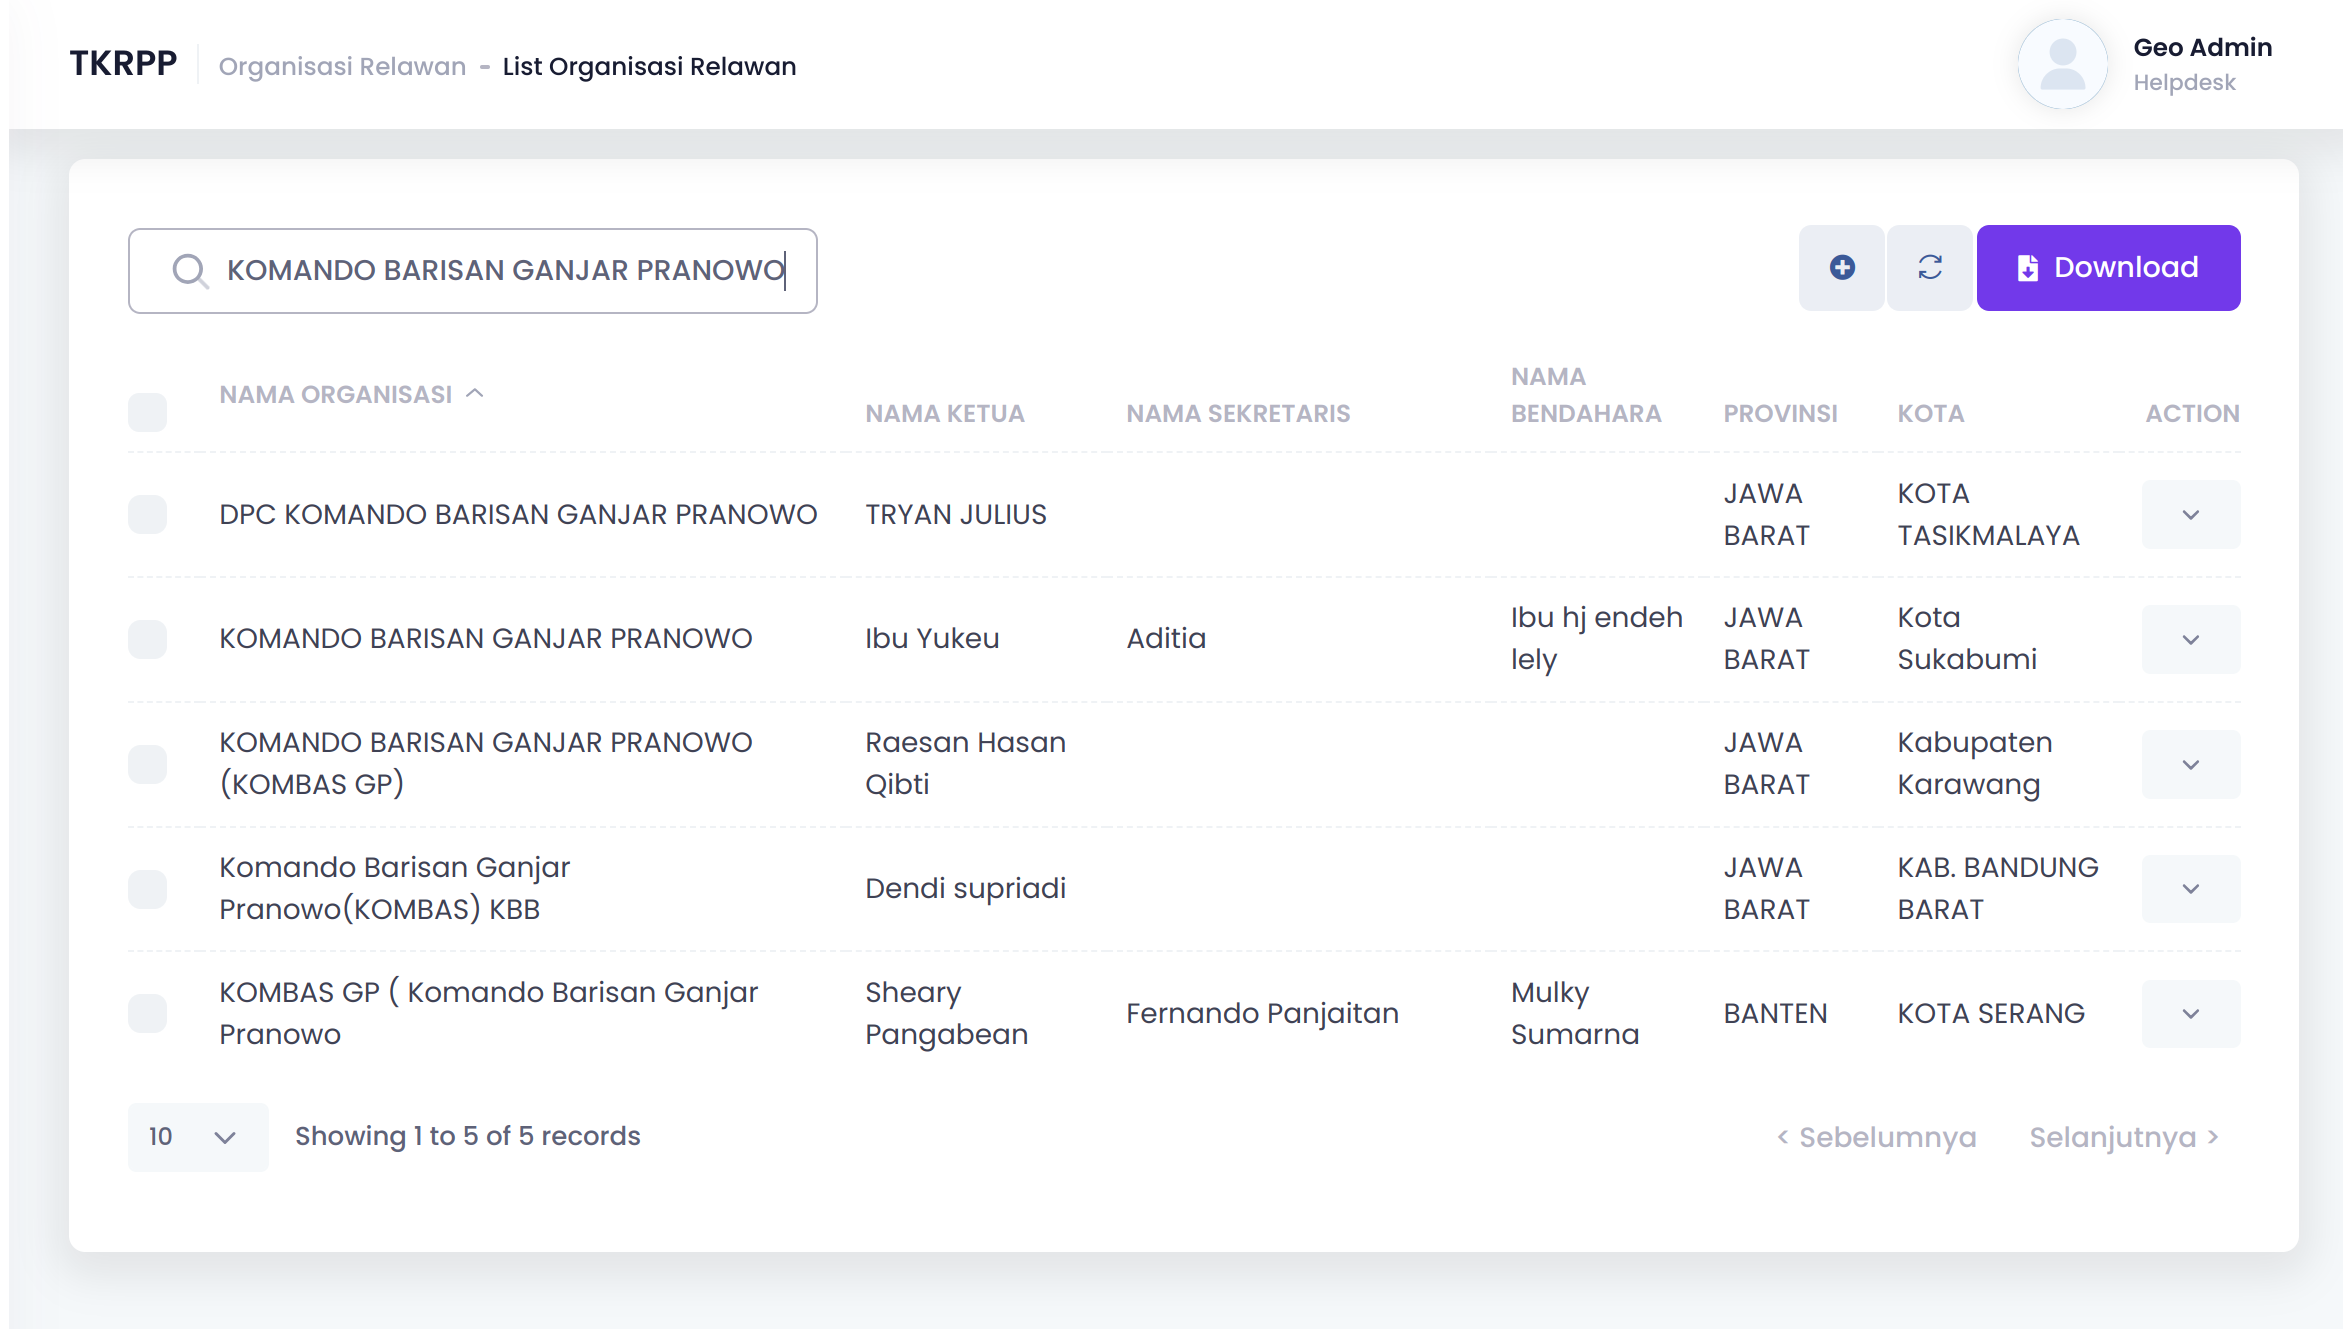 TKRPP
Organisasi Relawan - List Organisasi Relawan
Geo Admin
Helpdesk
KOMANDO BARISAN GANJAR PRANOWO
Download
NAMA ORGANISASI
NAMA KETUA
NAMA SEKRETARIS
NAMA
BENDAHARA
PROVINSI
KOTA
ACTION
DPC KOMANDO BARISAN GANJAR PRANOWO
TRYAN JULIUS
JAWA
BARAT
KOTA
TASIKMALAYA
KOMANDO BARISAN GANJAR PRANOWO
Ibu Yukeu
Aditia
Ibu hj endeh
lely
JAWA
BARAT
Kota
Sukabumi
KOMANDO BARISAN GANJAR PRANOWO
(KOMBAS GP)
Raesan Hasan
Qibti
JAWA
BARAT
Kabupaten
Karawang
Komando Barisan Ganjar
Pranowo(KOMBAS) KBB
Dendi supriadi
JAWA
BARAT
KAB. BANDUNG
BARAT
KOMBAS GP ( Komando Barisan Ganjar
Pranowo
Sheary
Pangabean
Fernando Panjaitan
Mulky
Sumarna
BANTEN
KOTA SERANG
10
Showing 1 to 5 of 5 records
< Sebelumnya
Selanjutnya >